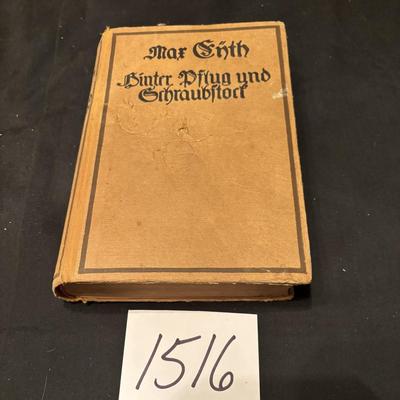 Max Eyth
Hinter Pflug und
Schraubstock
1516